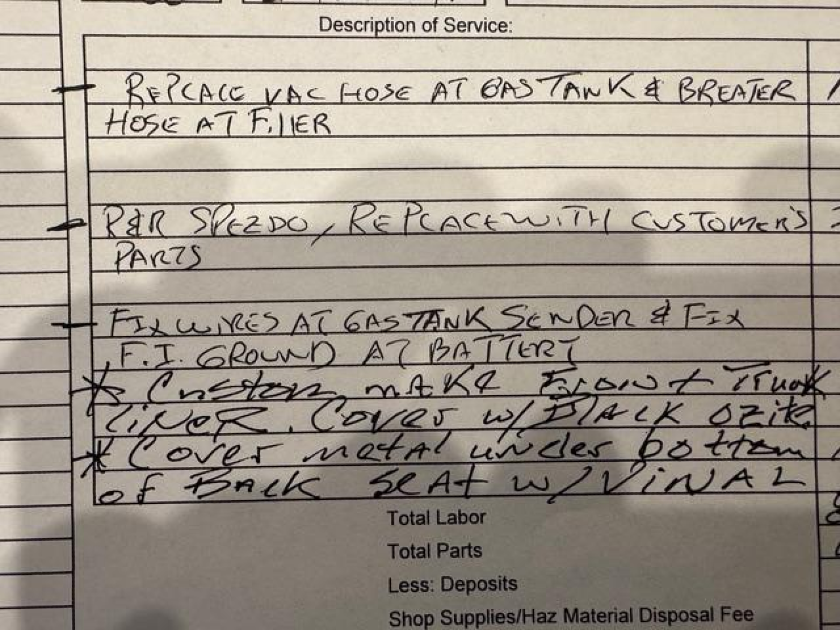 Description of Service:
- REPLACE VAC HOSE AT GAS TANK & BREATER
HOSE AT FILLER
- R&R SPEEDO, REPLACE WITH CUSTOMER'S
PARTS
- FIX WIRES AT GAS TANK SENDER & FIX
F.I. GROUND AT BATTERY
* Custom make Front Trunk
LiNER. Cover w/ BLACK OZite
* Cover metal under bottom
of BACK SEAt w/ ViNAL
Total Labor
Total Parts
Less: Deposits
Shop Supplies/Haz Material Disposal Fee